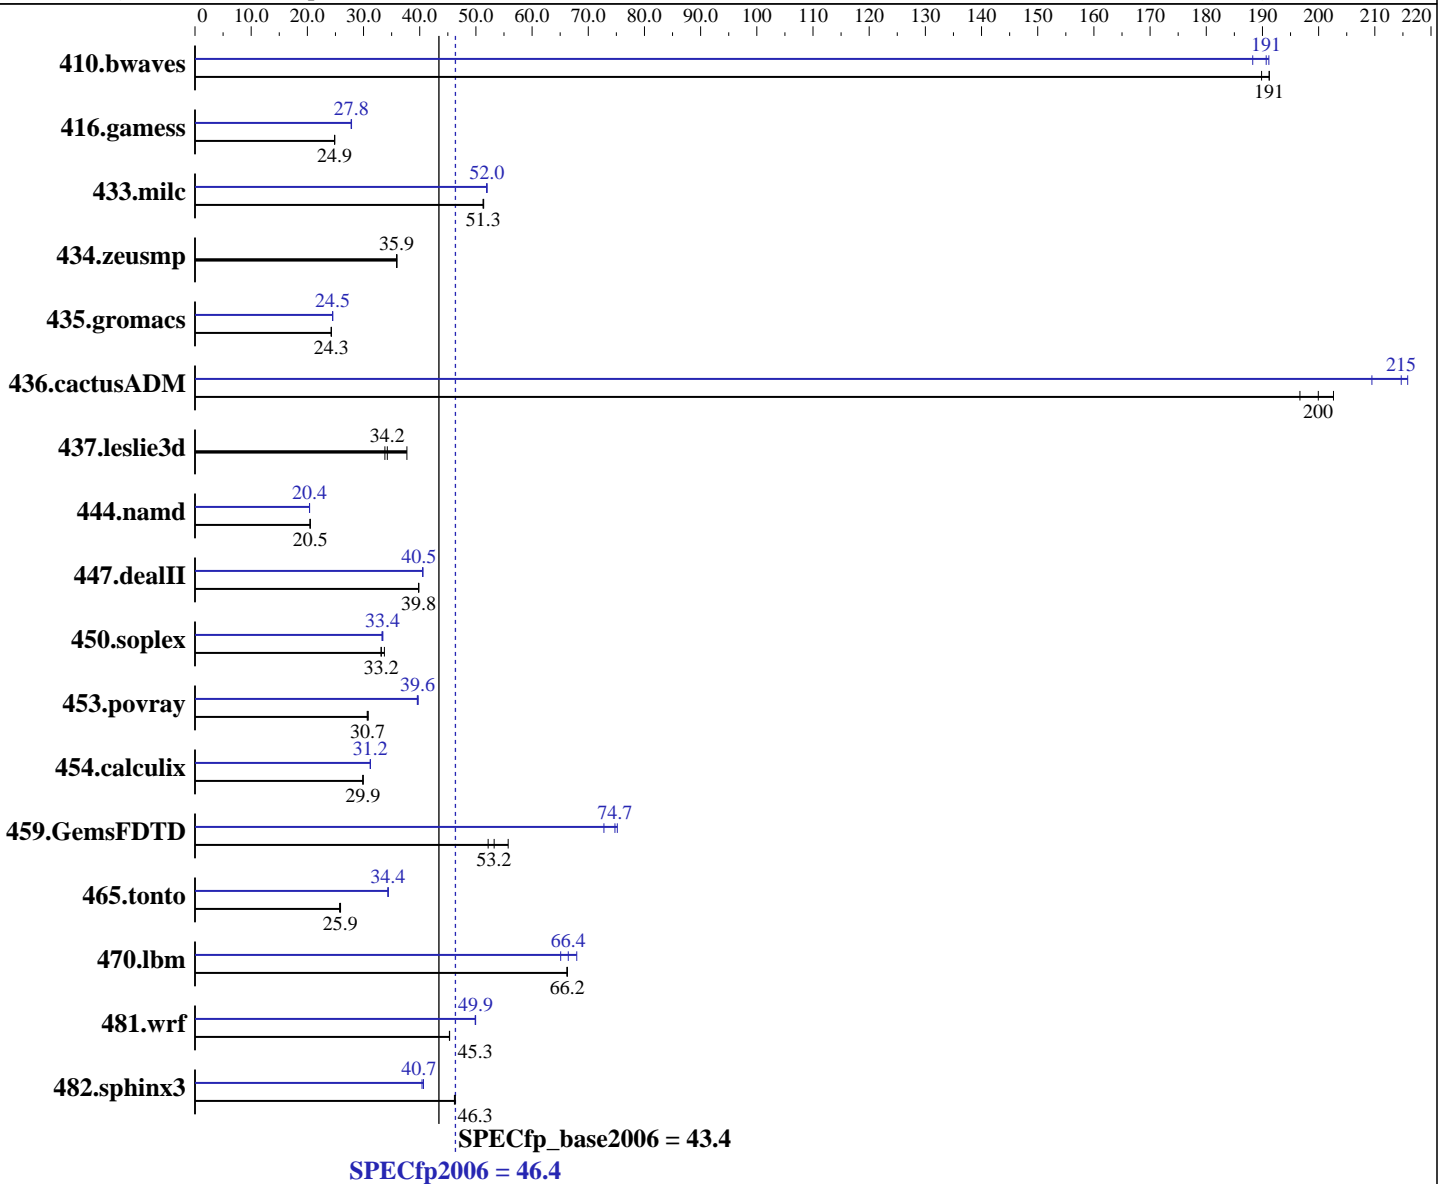 0 10.0 20.0 30.0 40.0 50.0 60.0 70.0 80.0 90.0 100 110 120 130 140 150 160 170 180 190 200 210 220
191
410.bwaves
191
27.8
416.gamess
24.9
52.0
433.milc
51.3
35.9
434.zeusmp
24.5
435.gromacs
24.3
215
436.cactusADM
200
34.2
437.leslie3d
20.4
444.namd
20.5
40.5
447.dealII
39.8
33.4
450.soplex
33.2
39.6
453.povray
30.7
31.2
454.calculix
29.9
74.7
459.GemsFDTD
53.2
34.4
465.tonto
25.9
66.4
470.lbm
66.2
49.9
481.wrf
45.3
40.7
482.sphinx3
46.3
SPECfp_base2006 = 43.4
SPECfp2006 = 46.4